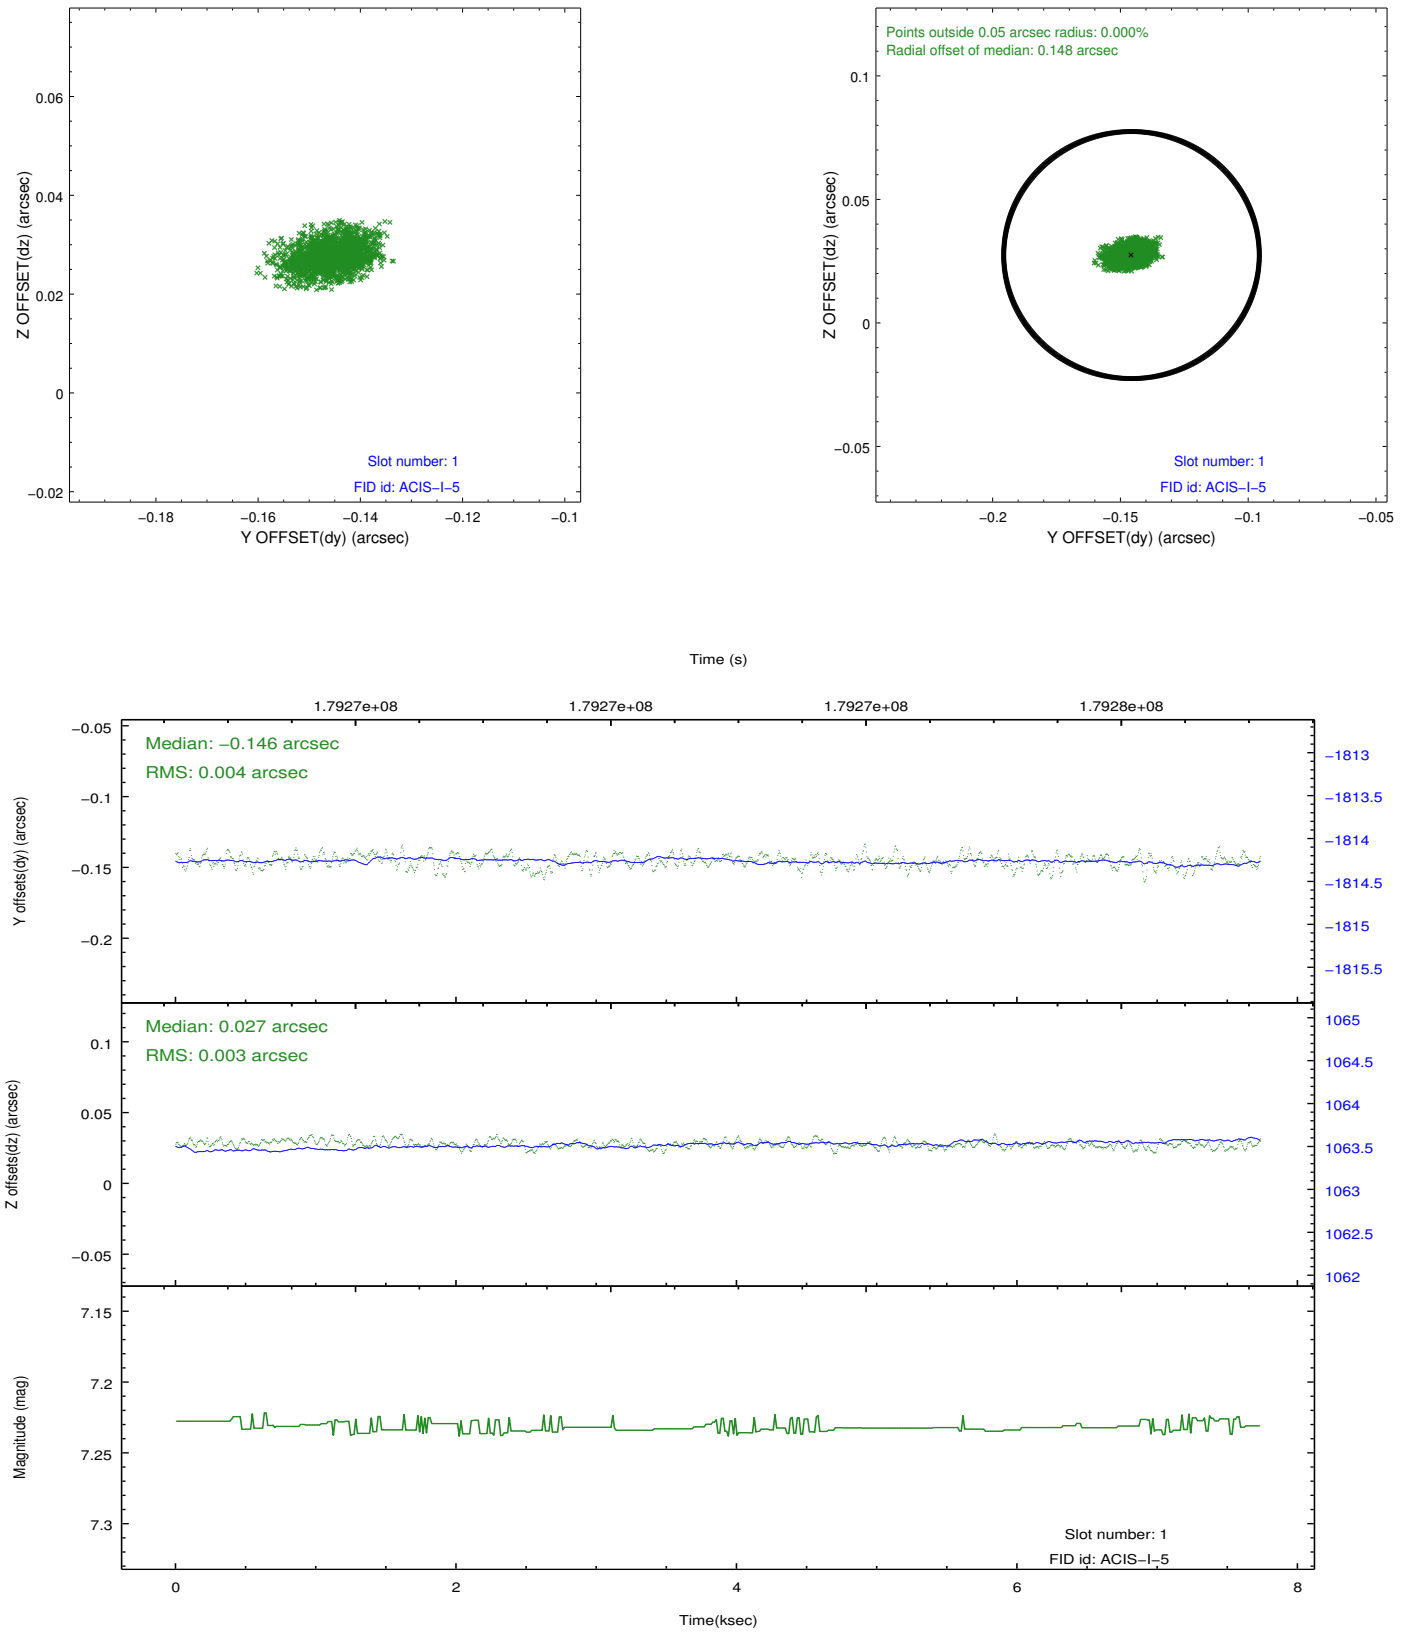 0.06
0.04
0.02
0
−0.02
Z OFFSET(dz) (arcsec)
Slot number: 1
FID id: ACIS−I−5
−0.18 −0.16 −0.14 −0.12 −0.1
Y OFFSET(dy) (arcsec)
Points outside 0.05 arcsec radius: 0.000%
Radial offset of median: 0.148 arcsec
0.1
0.05
0
−0.05
Z OFFSET(dz) (arcsec)
Slot number: 1
FID id: ACIS−I−5
−0.2 −0.15 −0.1 −0.05
Y OFFSET(dy) (arcsec)
Time (s)
1.7927e+08 1.7927e+08 1.7927e+08 1.7928e+08
Median: −0.146 arcsec
RMS: 0.004 arcsec
−0.05
−0.1
−0.15
−0.2
Y offsets(dy) (arcsec)
−1813
−1813.5
−1814
−1814.5
−1815
−1815.5
Median: 0.027 arcsec
RMS: 0.003 arcsec
0.1
0.05
0
−0.05
Z offsets(dz) (arcsec)
1065
1064.5
1064
1063.5
1063
1062.5
1062
7.15
7.2
7.25
7.3
Magnitude (mag)
Slot number: 1
FID id: ACIS−I−5
0 2 4 6 8
Time(ksec)